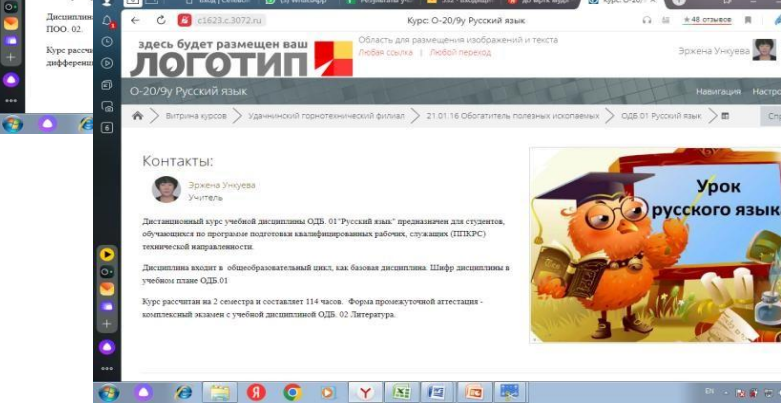 Дисциплина
ПОО. 02.
Курс рассчи
дифференц
c1623.c.3072.ru
Курс: О-20/9у Русский язык
★48 отзывов
здесь будет размещен ваш
ЛОГОТИП
Область для размещения изображений и текста
Любая ссылка | Любой переход
Эржена Ункуева
О-20/9у Русский язык
Навигация
Настро
Витрина курсов
Удачнинский горнотехнический филиал
21.01.16 Обогатитель полезных ископаемых
ОДБ.01 Русский язык
Спр
Контакты:
Эржена Ункуева
Учитель
Дистанционный курс учебной дисциплины ОДБ. 01"Русский язык" предназначен для студентов,
обучающихся по программе подготовки квалифицированных рабочих, служащих (ППКРС)
технической направленности.
Дисциплина входит в общеобразовательный цикл, как базовая дисциплина. Шифр дисциплины в
учебном плане ОДБ.01
Курс рассчитан на 2 семестра и составляет 114 часов. Форма промежуточной аттестация -
комплексный экзамен с учебной дисциплиной ОДБ. 02 Литература.
Урок
русского языка
EN